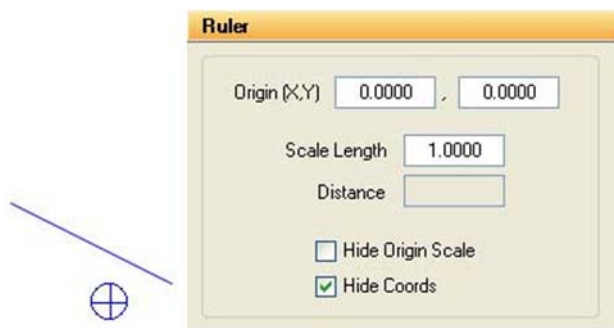 Ruler
Origin (X,Y) 0.0000 , 0.0000
Scale Length 1.0000
Distance
Hide Origin Scale
Hide Coords